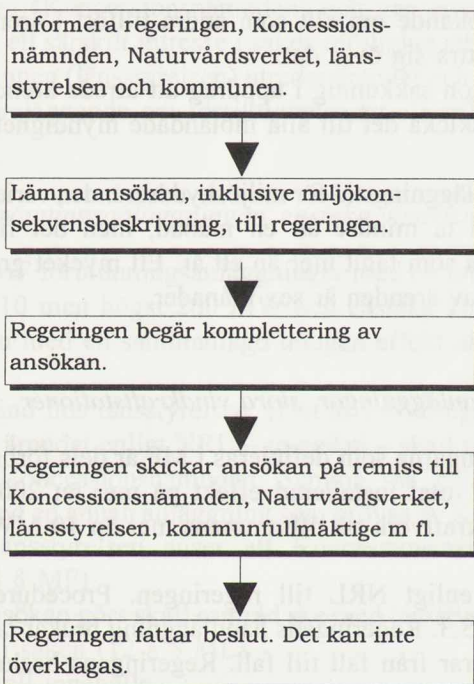 Informera regeringen, Koncessions-
nämnden, Naturvårdsverket, läns-
styrelsen och kommunen.
Lämna ansökan, inklusive miljökon-
sekvensbeskrivning, till regeringen.
Regeringen begär komplettering av
ansökan.
Regeringen skickar ansökan på remiss till
Koncessionsnämnden, Naturvårdsverket,
länsstyrelsen, kommunfullmäktige m fl.
Regeringen fattar beslut. Det kan inte
överklagas.